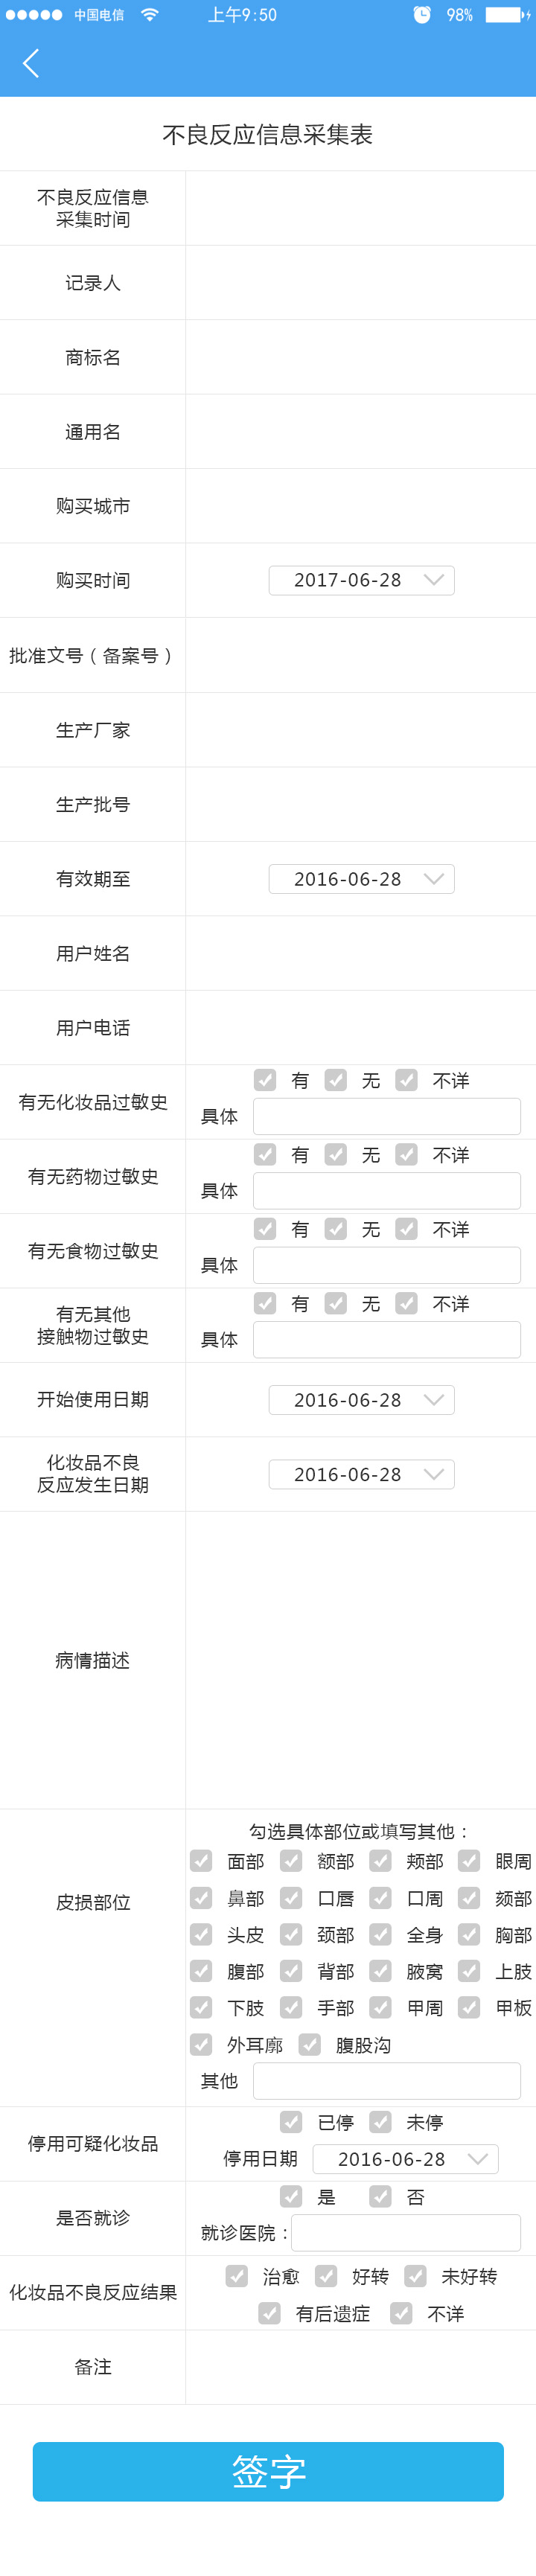 中国电信 上午9:50 98%
不良反应信息采集表
不良反应信息
采集时间
记录人
商标名
通用名
购买城市
购买时间 2017-06-28
批准文号（备案号）
生产厂家
生产批号
有效期至 2016-06-28
用户姓名
用户电话
有无化妆品过敏史
有 无 不详
具体
有无药物过敏史
有 无 不详
具体
有无食物过敏史
有 无 不详
具体
有无其他
接触物过敏史
有 无 不详
具体
开始使用日期 2016-06-28
化妆品不良
反应发生日期
2016-06-28
病情描述
皮损部位
勾选具体部位或填写其他：
面部 额部 颊部 眼周
鼻部 口唇 口周 颏部
头皮 颈部 全身 胸部
腹部 背部 腋窝 上肢
下肢 手部 甲周 甲板
外耳廓 腹股沟
其他
停用可疑化妆品
已停 未停
停用日期 2016-06-28
是否就诊
是 否
就诊医院：
化妆品不良反应结果
治愈 好转 未好转
有后遗症 不详
备注
签字